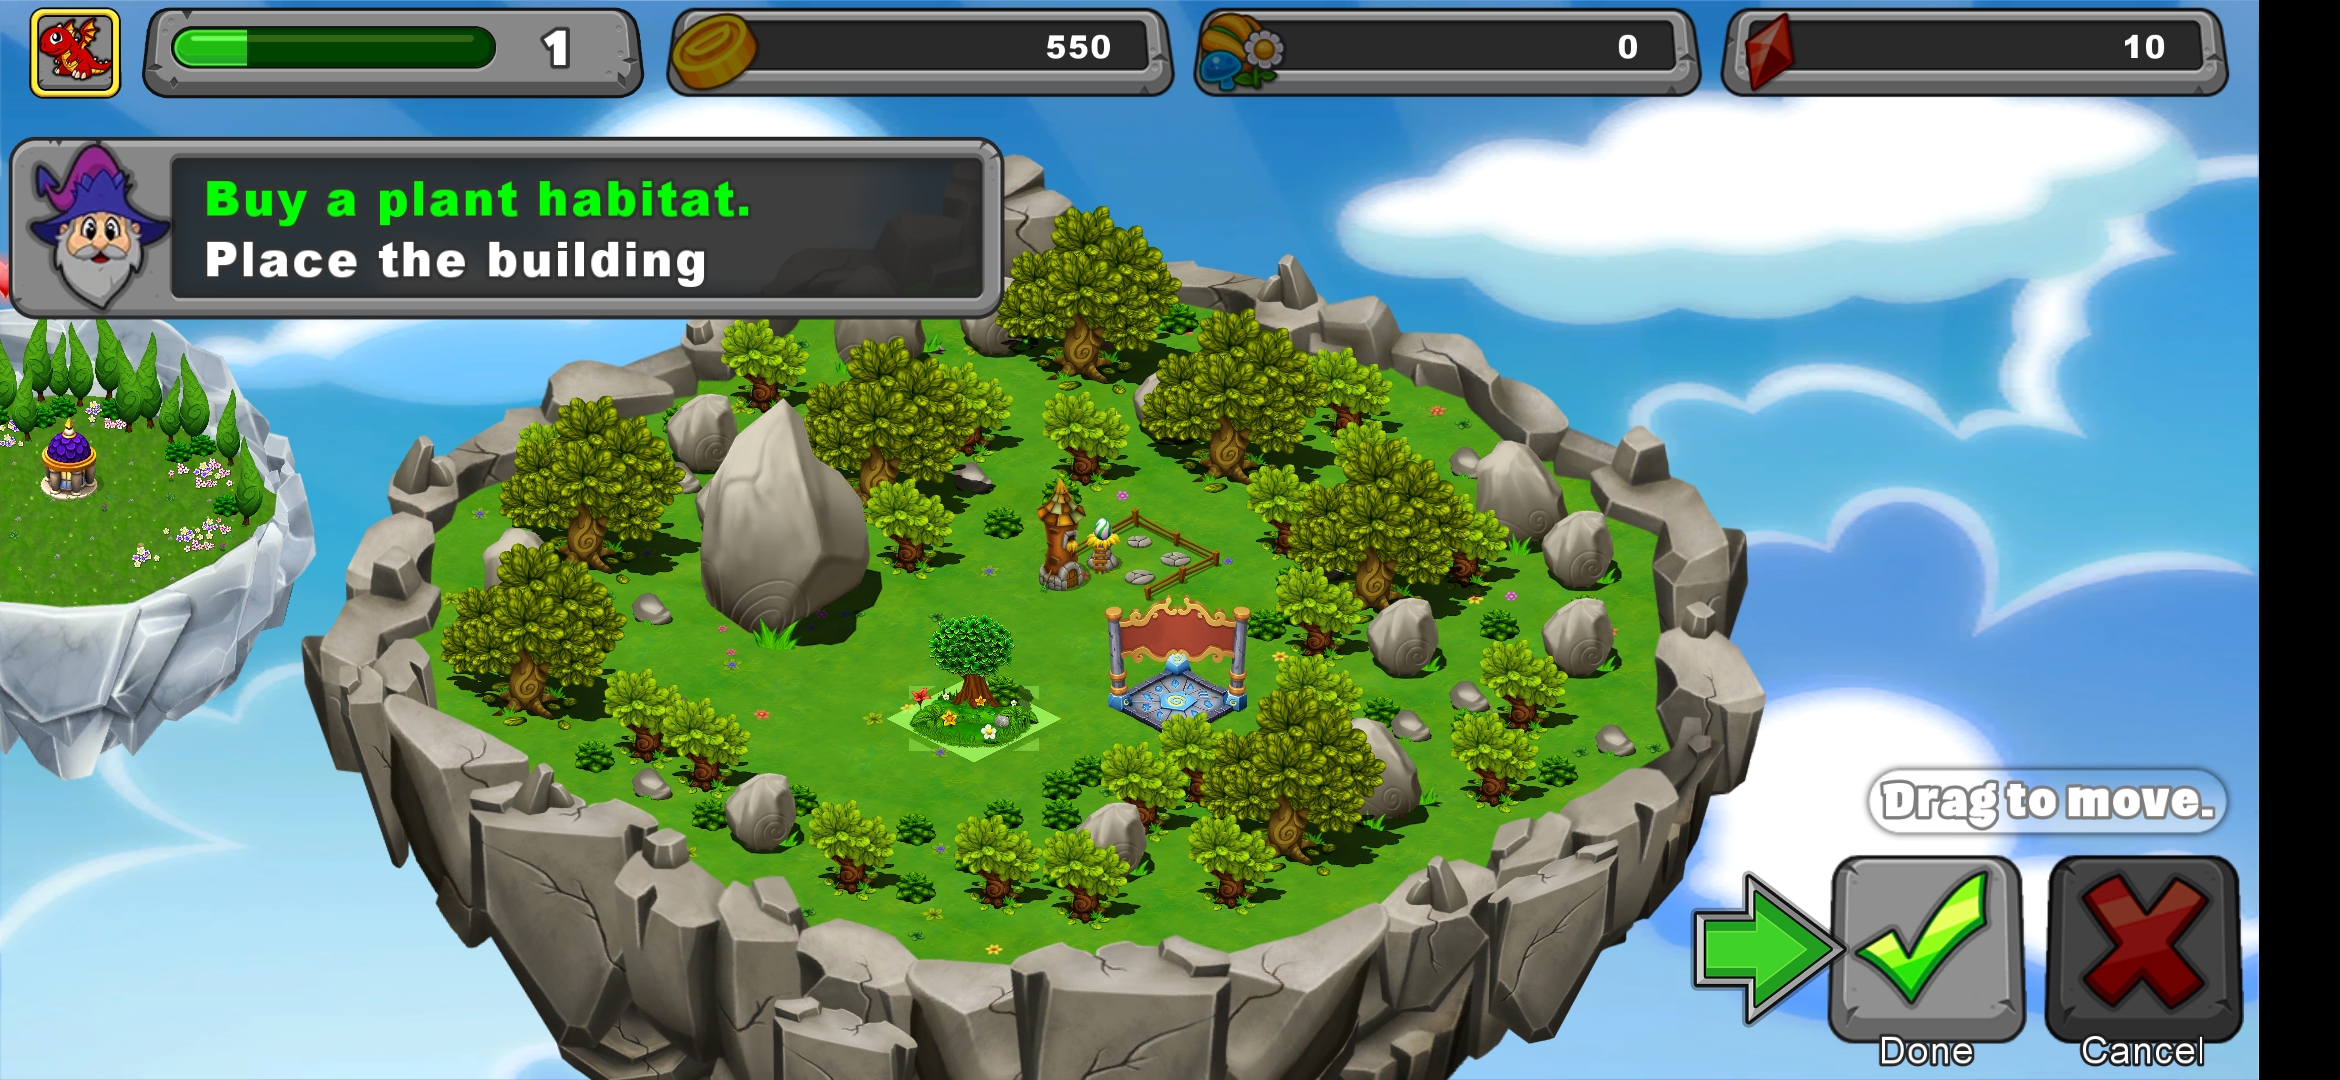 1
550
0
10
Buy a plant habitat.
Place the building
Drag to move.
Done
Cancel